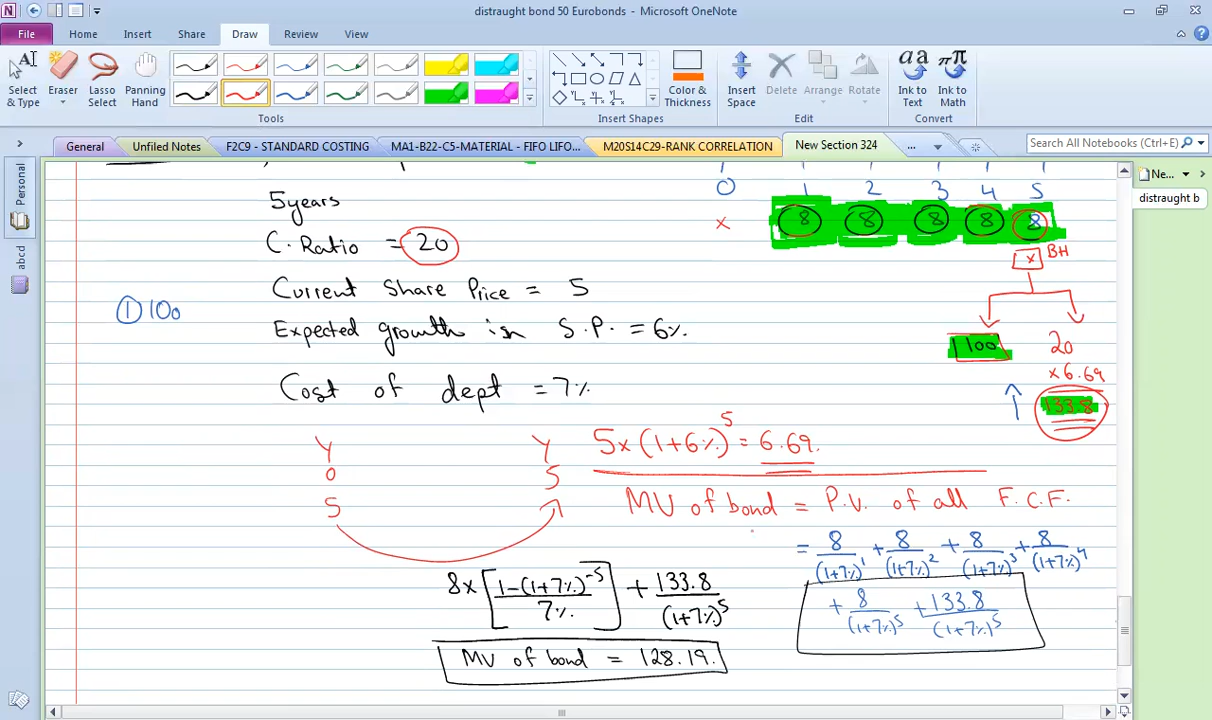 distraught bond 50 Eurobonds - Microsoft OneNote
File Home Insert Share Draw Review View
Select & Type
Eraser
Lasso Select
Panning Hand
Color & Thickness
Insert Space
Delete
Arrange
Rotate
Ink to Text
Ink to Math
Tools
Insert Shapes
Edit
Convert
General
Unfiled Notes
F2C9 - STANDARD COSTING
MA1-B22-C5-MATERIAL - FIFO LIFO...
M20S14C29-RANK CORRELATION
New Section 324
...
Search All Notebooks (Ctrl+E)
Personal
abcd
Ne...
distraught b
0 1 2 3 4 5
x 8 8 8 8 8
x BH
100
20
x 6.69
133.8
5years
C. Ratio = 20
Current Share Price = 5
① 100
Expected growth in S.P. = 6%
Cost of dept = 7%
Y Y
0 5
5
5x(1+6%)^5 = 6.69.
MV of bond = P.V. of all F.C.F.
= 8/(1+7%)^1 + 8/(1+7%)^2 + 8/(1+7%)^3 + 8/(1+7%)^4
+ 8/(1+7%)^5 + 133.8/(1+7%)^5
8x[1-(1+7%)^-5/7%] + 133.8/(1+7%)^5
MV of bond = 128.19.